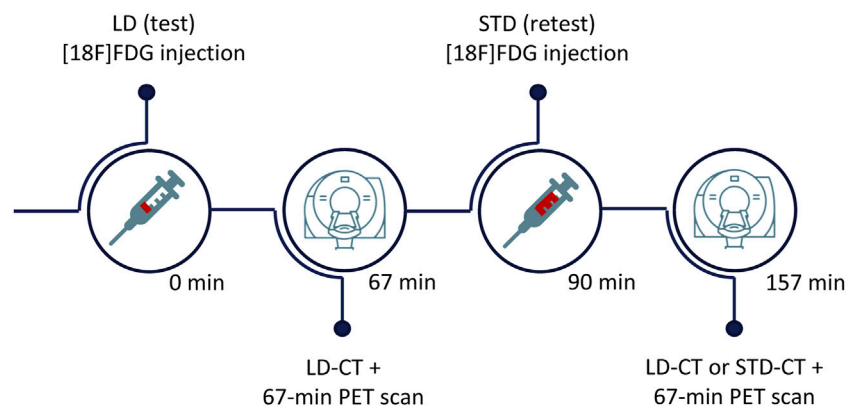 LD (test)
[18F]FDG injection
STD (retest)
[18F]FDG injection
0 min
67 min
90 min
157 min
LD-CT +
67-min PET scan
LD-CT or STD-CT +
67-min PET scan